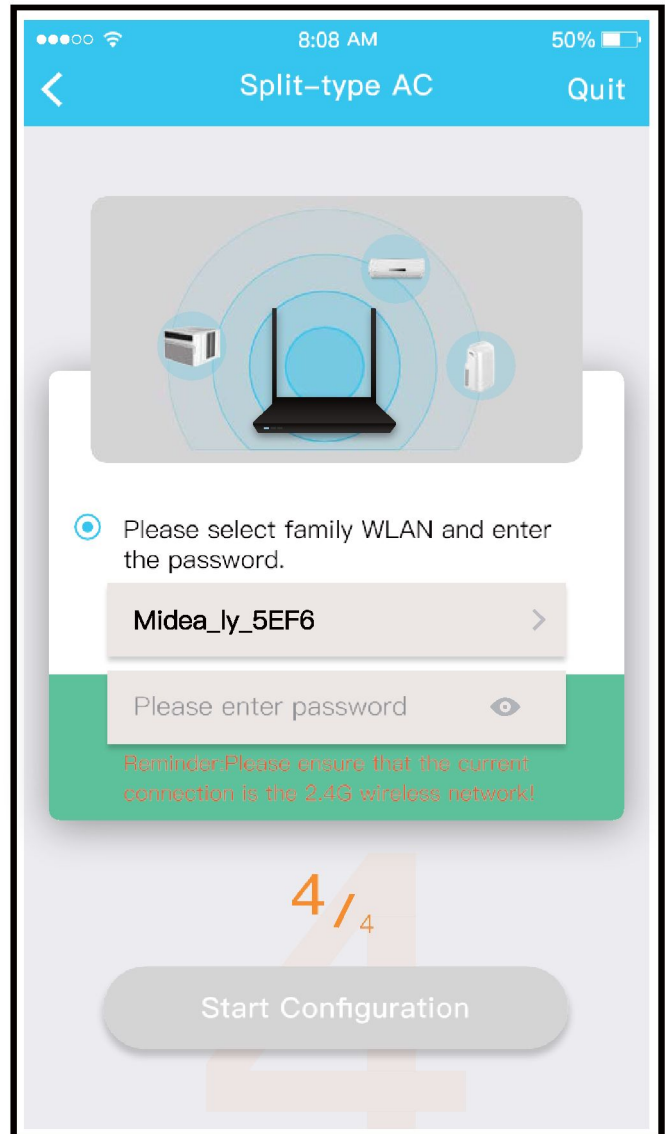 8:08 AM
50%
Split-type AC
Quit
Please select family WLAN and enter
the password.
Midea_ly_5EF6
Please enter password
Reminder:Please ensure that the current
connection is the 2.4G wireless network!
4/4
Start Configuration
4